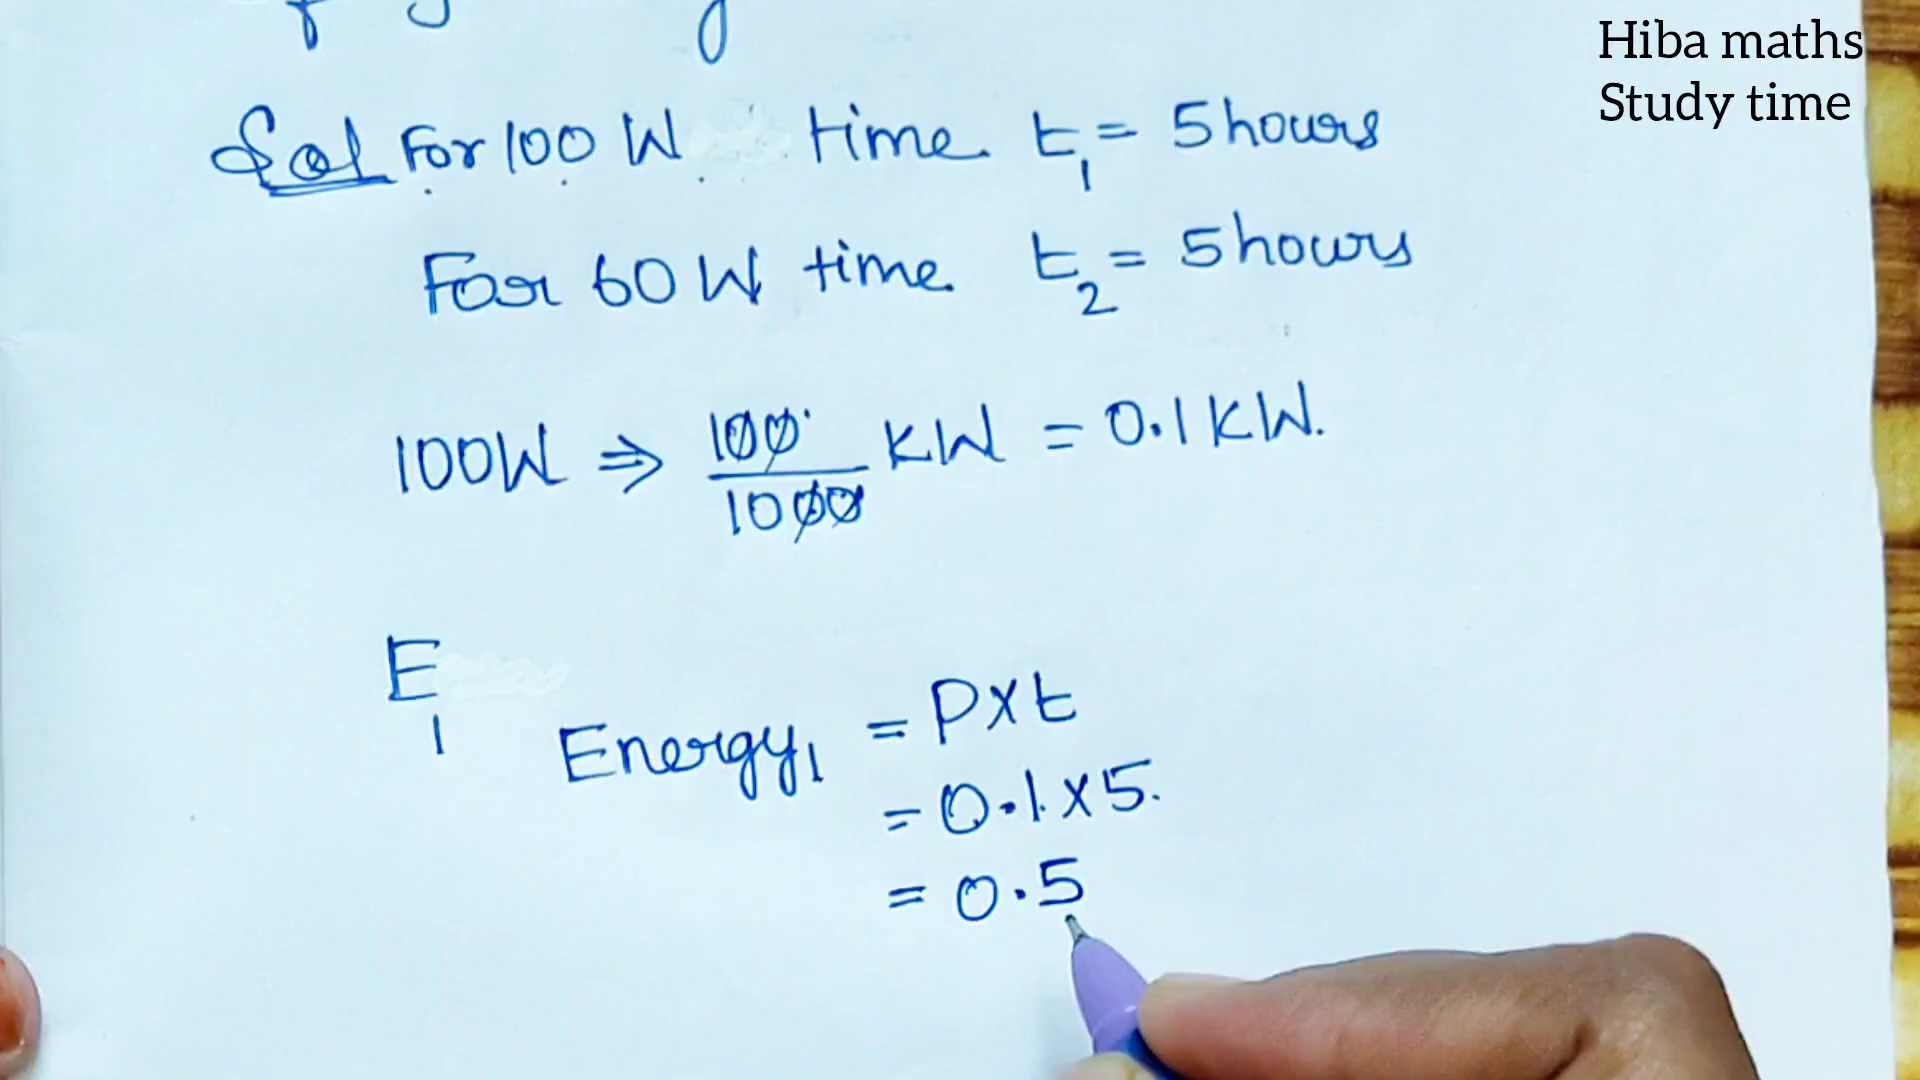 Hiba maths
Study time
Sol For 100 W time t₁ = 5 hours
For 60 W time t₂ = 5 hours
100W ⇒ 100/1000 KW = 0.1 KW.
E₁
Energy₁ = P × t
= 0.1 × 5.
= 0.5